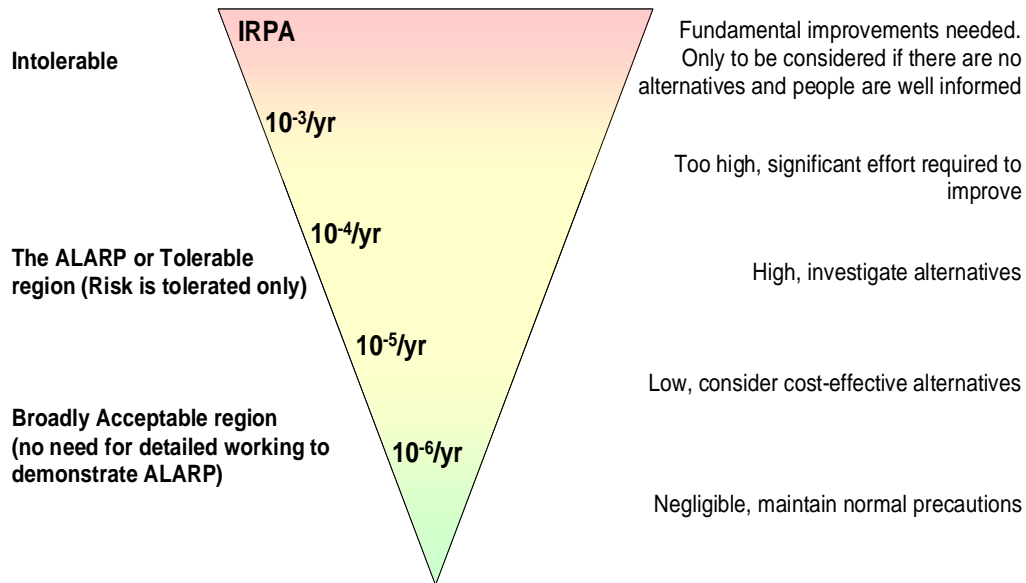 IRPA
Intolerable
Fundamental improvements needed.
Only to be considered if there are no
alternatives and people are well informed
10⁻³/yr
Too high, significant effort required to
improve
10⁻⁴/yr
The ALARP or Tolerable
region (Risk is tolerated only)
High, investigate alternatives
10⁻⁵/yr
Low, consider cost-effective alternatives
Broadly Acceptable region
(no need for detailed working to
demonstrate ALARP)
10⁻⁶/yr
Negligible, maintain normal precautions